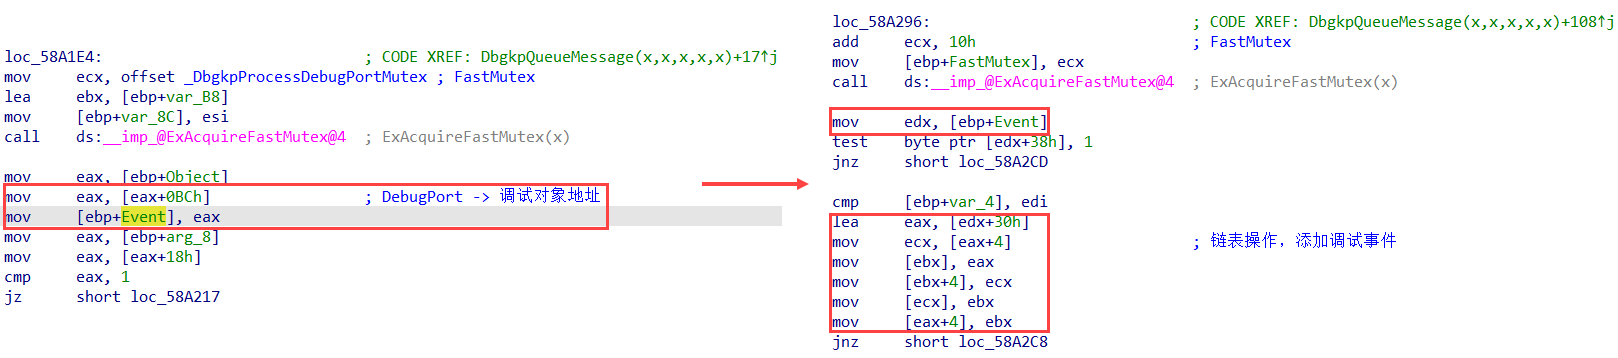 loc_58A1E4: ; CODE XREF: DbgkpQueueMessage(x,x,x,x,x)+17↑j
mov ecx, offset _DbgkpProcessDebugPortMutex ; FastMutex
lea ebx, [ebp+var_B8]
mov [ebp+var_8C], esi
call ds:__imp_@ExAcquireFastMutex@4 ; ExAcquireFastMutex(x)
mov eax, [ebp+Object]
mov eax, [eax+0BCh] ; DebugPort -> 调试对象地址
mov [ebp+Event], eax
mov eax, [ebp+arg_8]
mov eax, [eax+18h]
cmp eax, 1
jz short loc_58A217
loc_58A296: ; CODE XREF: DbgkpQueueMessage(x,x,x,x,x)+108↑j
add ecx, 10h ; FastMutex
mov [ebp+FastMutex], ecx
call ds:__imp_@ExAcquireFastMutex@4 ; ExAcquireFastMutex(x)
mov edx, [ebp+Event]
test byte ptr [edx+38h], 1
jnz short loc_58A2CD
cmp [ebp+var_4], edi
lea eax, [edx+30h]
mov ecx, [eax+4] ; 链表操作，添加调试事件
mov [ebx], eax
mov [ebx+4], ecx
mov [ecx], ebx
mov [eax+4], ebx
jnz short loc_58A2C8